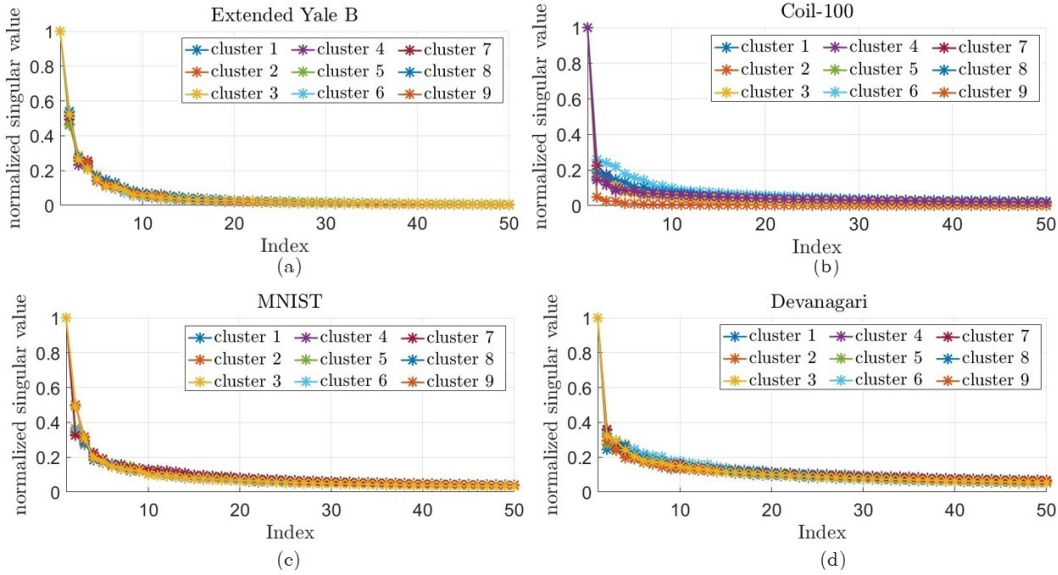 Extended Yale B
normalized singular value
1
0.8
0.6
0.4
0.2
0
cluster 1 cluster 4 cluster 7
cluster 2 cluster 5 cluster 8
cluster 3 cluster 6 cluster 9
10 20 30 40 50
Index
(a)
Coil-100
normalized singular value
1
0.8
0.6
0.4
0.2
0
cluster 1 cluster 4 cluster 7
cluster 2 cluster 5 cluster 8
cluster 3 cluster 6 cluster 9
10 20 30 40 50
Index
(b)
MNIST
normalized singular value
1
0.8
0.6
0.4
0.2
0
cluster 1 cluster 4 cluster 7
cluster 2 cluster 5 cluster 8
cluster 3 cluster 6 cluster 9
10 20 30 40 50
Index
(c)
Devanagari
normalized singular value
1
0.8
0.6
0.4
0.2
0
cluster 1 cluster 4 cluster 7
cluster 2 cluster 5 cluster 8
cluster 3 cluster 6 cluster 9
10 20 30 40 50
Index
(d)